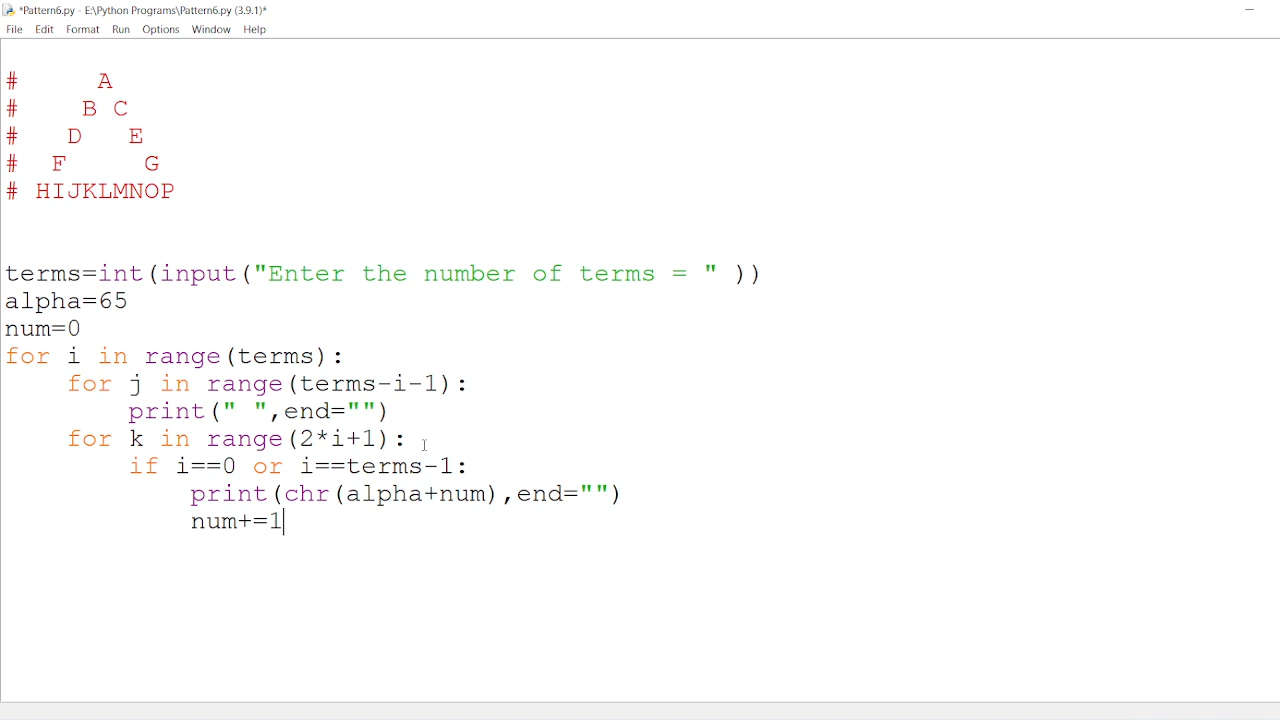 *Pattern6.py - E:\Python Programs\Pattern6.py (3.9.1)*
File Edit Format Run Options Window Help
#     A
#    B C
#   D   E
#  F     G
# HIJKLMNOP
terms=int(input("Enter the number of terms = " ))
alpha=65
num=0
for i in range(terms):
    for j in range(terms-i-1):
        print(" ",end="")
    for k in range(2*i+1):
        if i==0 or i==terms-1:
            print(chr(alpha+num),end="")
            num+=1